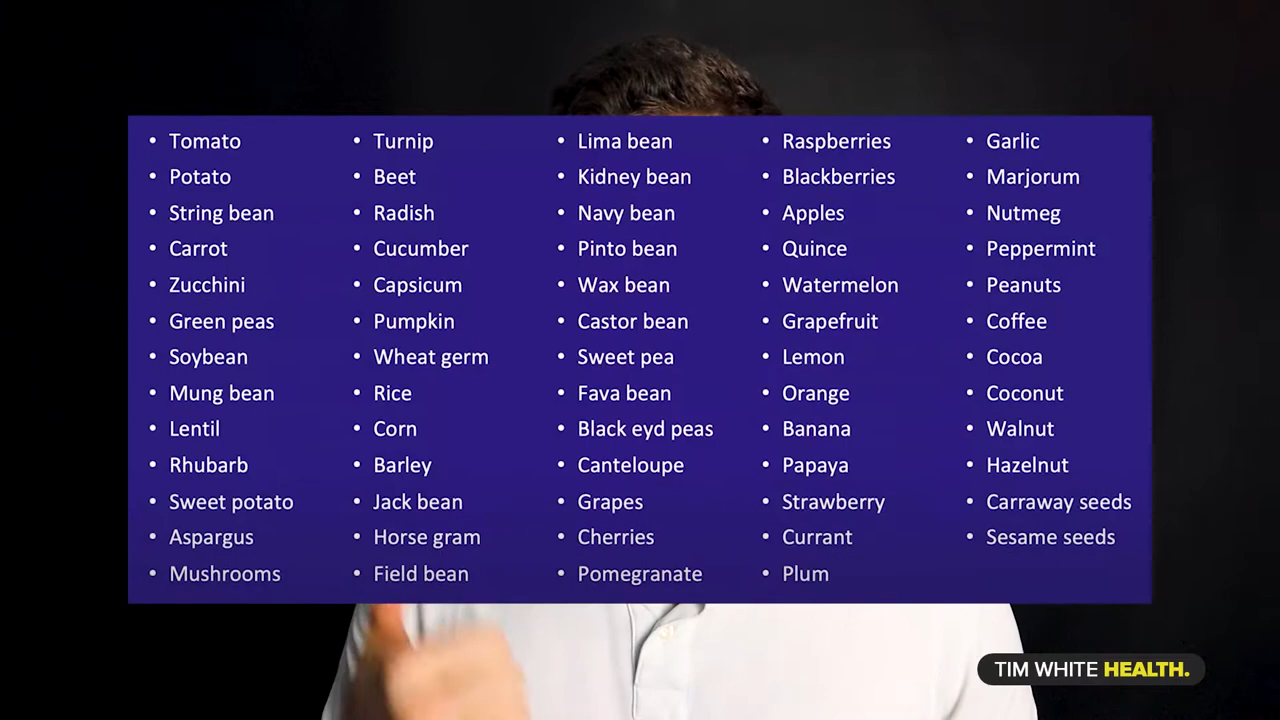 • Tomato
• Potato
• String bean
• Carrot
• Zucchini
• Green peas
• Soybean
• Mung bean
• Lentil
• Rhubarb
• Sweet potato
• Aspargus
• Mushrooms
• Turnip
• Beet
• Radish
• Cucumber
• Capsicum
• Pumpkin
• Wheat germ
• Rice
• Corn
• Barley
• Jack bean
• Horse gram
• Field bean
• Lima bean
• Kidney bean
• Navy bean
• Pinto bean
• Wax bean
• Castor bean
• Sweet pea
• Fava bean
• Black eyd peas
• Canteloupe
• Grapes
• Cherries
• Pomegranate
• Raspberries
• Blackberries
• Apples
• Quince
• Watermelon
• Grapefruit
• Lemon
• Orange
• Banana
• Papaya
• Strawberry
• Currant
• Plum
• Garlic
• Marjorum
• Nutmeg
• Peppermint
• Peanuts
• Coffee
• Cocoa
• Coconut
• Walnut
• Hazelnut
• Carraway seeds
• Sesame seeds
TIM WHITE HEALTH.